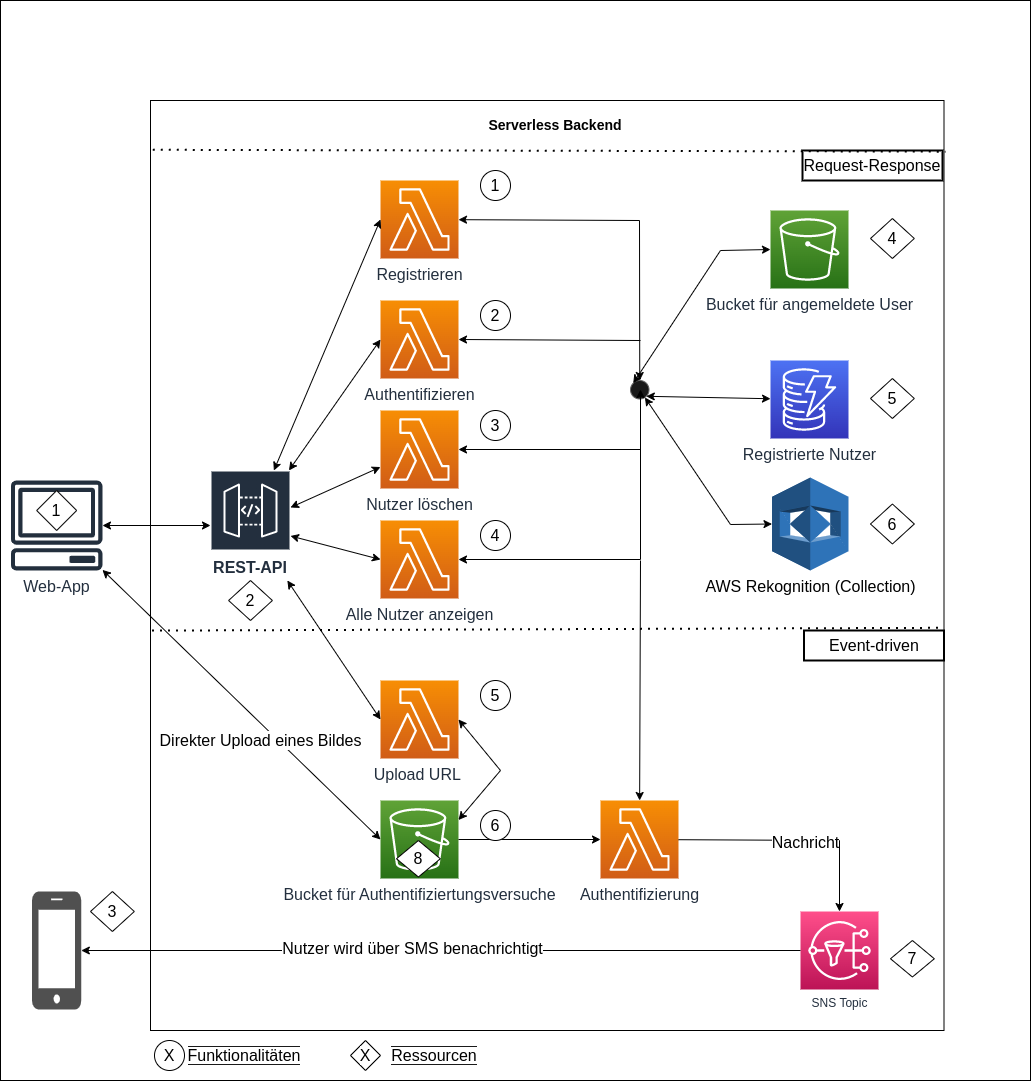 Serverless Backend
Request-Response
1
Registrieren
4
Bucket für angemeldete User
2
Authentifizieren
5
Registrierte Nutzer
3
Nutzer löschen
1
Web-App
REST-API
2
4
Alle Nutzer anzeigen
6
AWS Rekognition (Collection)
Event-driven
5
Upload URL
Direkter Upload eines Bildes
6
8
Bucket für Authentifiziertungsversuche
Authentifizierung
Nachricht
3
Nutzer wird über SMS benachrichtigt
7
SNS Topic
X Funktionalitäten
X Ressourcen